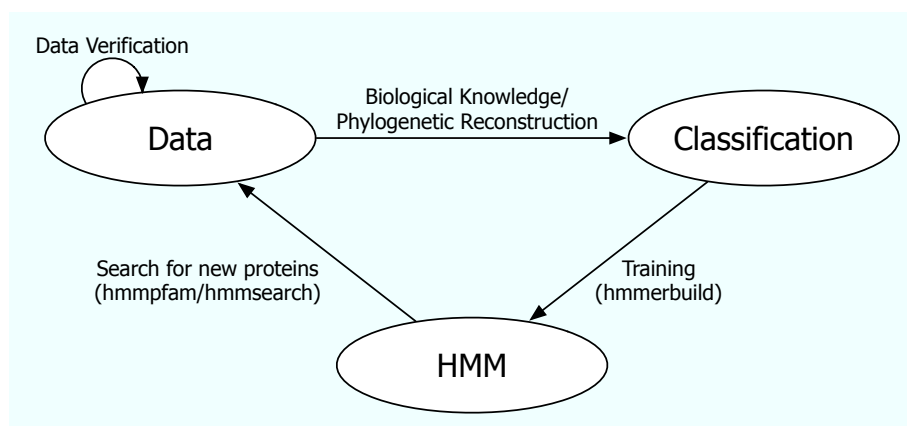 Data Verification
Biological Knowledge/
Phylogenetic Reconstruction
Data
Classification
Search for new proteins
(hmmpfam/hmmsearch)
Training
(hmmerbuild)
HMM